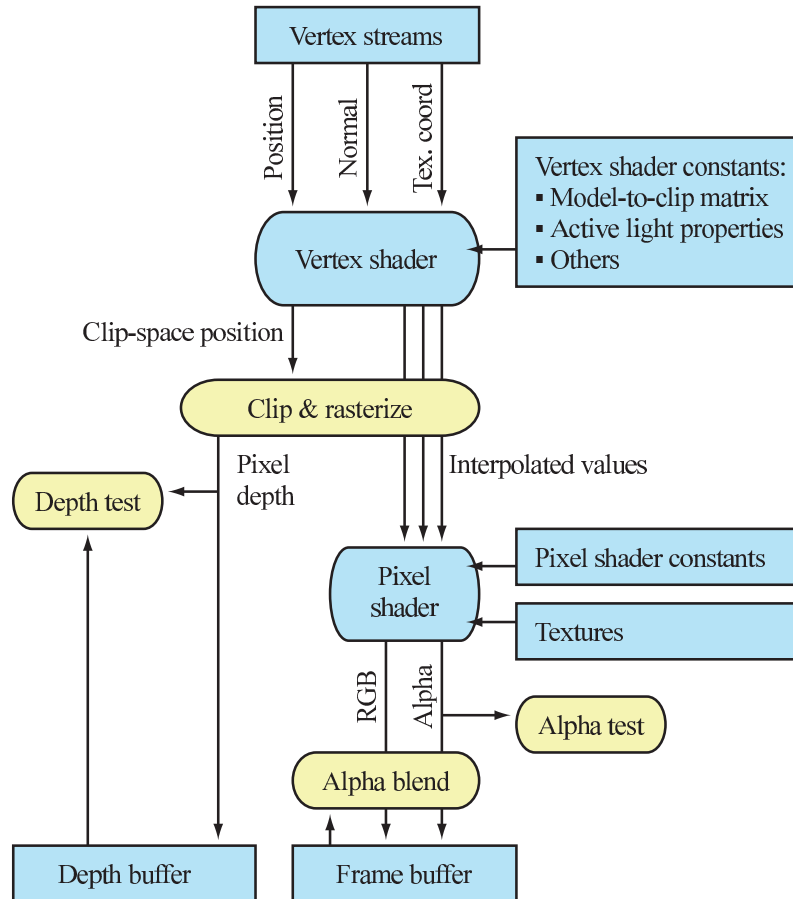 Vertex streams
Position
Normal
Tex. coord
Vertex shader constants:
▪ Model-to-clip matrix
▪ Active light properties
▪ Others
Vertex shader
Clip-space position
Clip & rasterize
Pixel
depth
Interpolated values
Depth test
Pixel
shader
Pixel shader constants
Textures
RGB
Alpha
Alpha test
Alpha blend
Depth buffer
Frame buffer